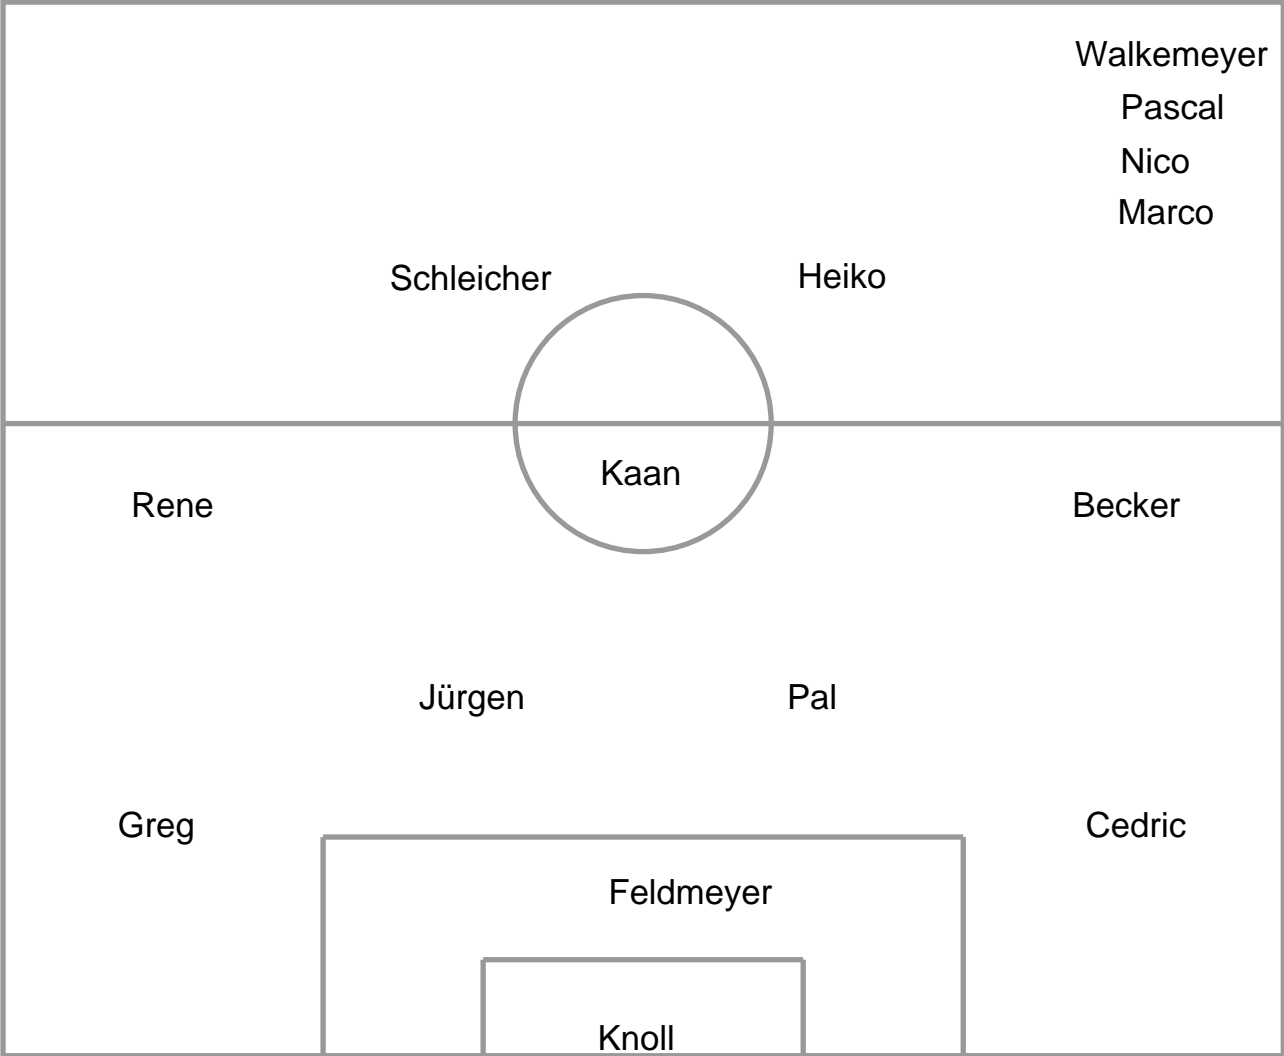 Walkemeyer
Pascal
Nico
Marco
Schleicher
Heiko
Kaan
Rene
Becker
Jürgen
Pal
Greg
Cedric
Feldmeyer
Knoll